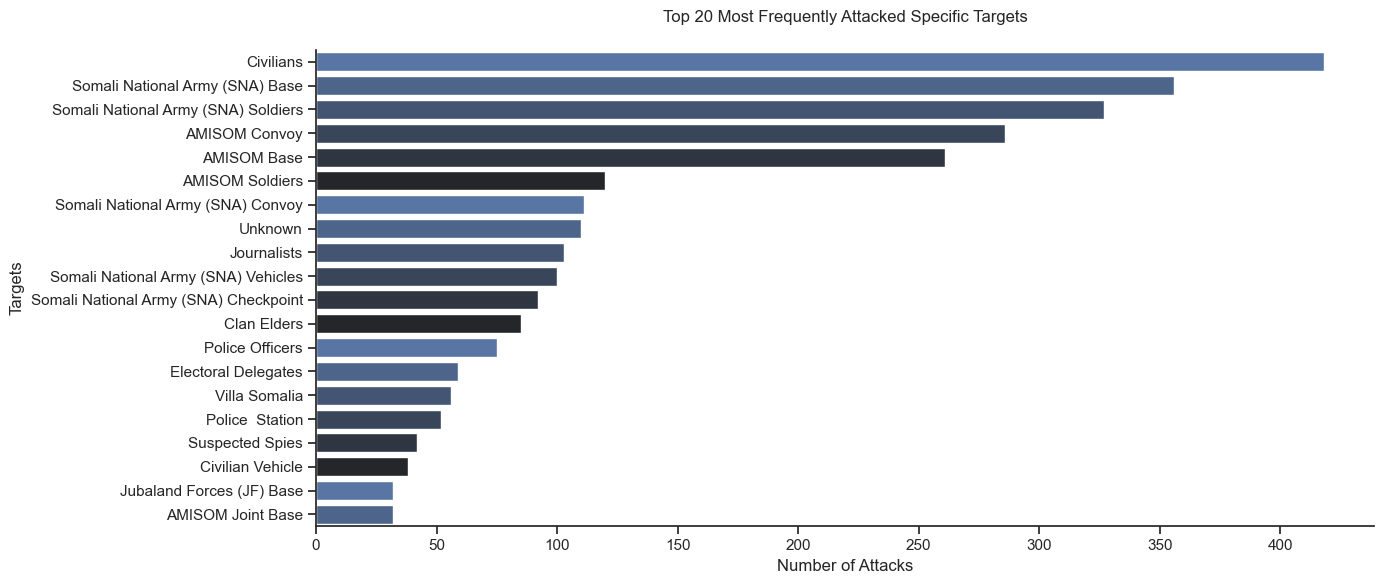 Top 20 Most Frequently Attacked Specific Targets
Targets
Civilians
Somali National Army (SNA) Base
Somali National Army (SNA) Soldiers
AMISOM Convoy
AMISOM Base
AMISOM Soldiers
Somali National Army (SNA) Convoy
Unknown
Journalists
Somali National Army (SNA) Vehicles
Somali National Army (SNA) Checkpoint
Clan Elders
Police Officers
Electoral Delegates
Villa Somalia
Police  Station
Suspected Spies
Civilian Vehicle
Jubaland Forces (JF) Base
AMISOM Joint Base
0 50 100 150 200 250 300 350 400
Number of Attacks